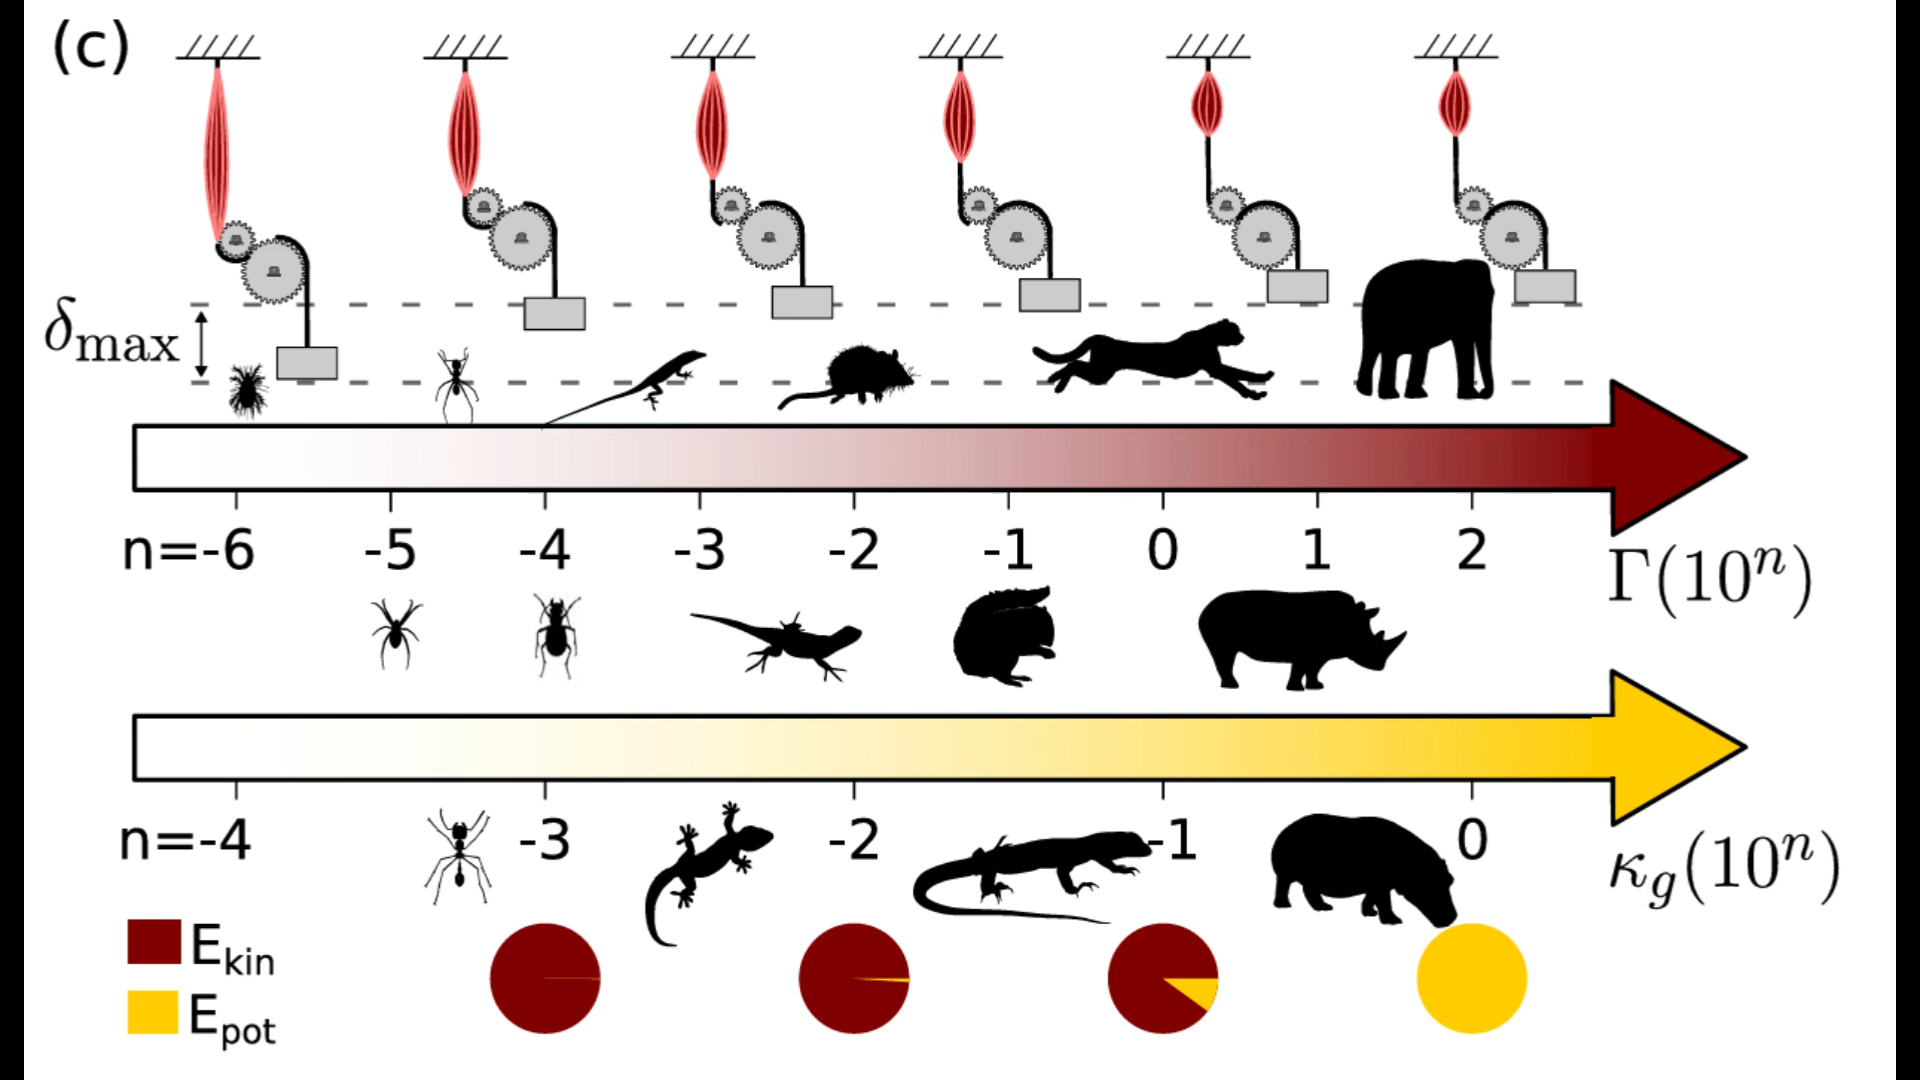 (c)
δmax
n=-6 -5 -4 -3 -2 -1 0 1 2
Γ(10ⁿ)
n=-4 -3 -2 -1 0
κg(10ⁿ)
Ekin
Epot